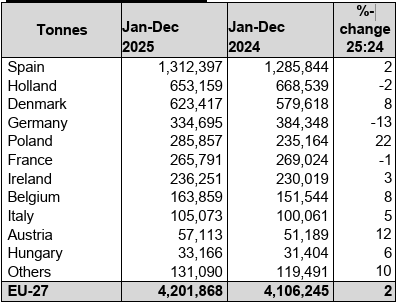 Tonnes Jan-Dec 2025 Jan-Dec 2024 %-change 25:24
Spain 1,312,397 1,285,844 2
Holland 653,159 668,539 -2
Denmark 623,417 579,618 8
Germany 334,695 384,348 -13
Poland 285,857 235,164 22
France 265,791 269,024 -1
Ireland 236,251 230,019 3
Belgium 163,859 151,544 8
Italy 105,073 100,061 5
Austria 57,113 51,189 12
Hungary 33,166 31,404 6
Others 131,090 119,491 10
EU-27 4,201,868 4,106,245 2